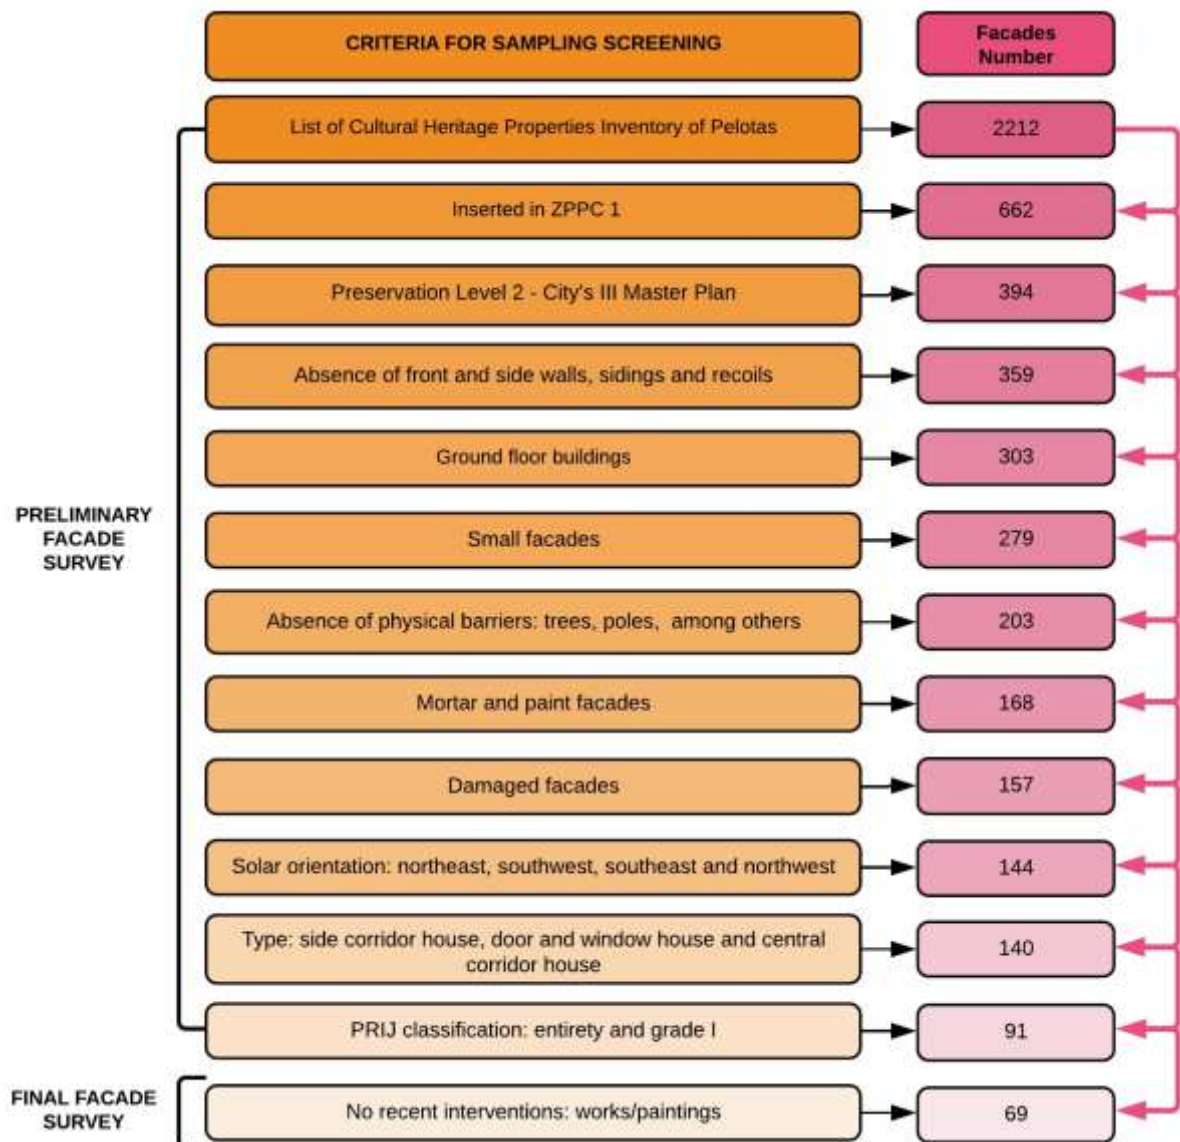 CRITERIA FOR SAMPLING SCREENING
Facades
Number
List of Cultural Heritage Properties Inventory of Pelotas
2212
Inserted in ZPPC 1
662
Preservation Level 2 - City's III Master Plan
394
Absence of front and side walls, sidings and recoils
359
Ground floor buildings
303
PRELIMINARY
FACADE
SURVEY
Small facades
279
Absence of physical barriers: trees, poles, among others
203
Mortar and paint facades
168
Damaged facades
157
Solar orientation: northeast, southwest, southeast and northwest
144
Type: side corridor house, door and window house and central
corridor house
140
PRIJ classification: entirety and grade I
91
FINAL FACADE
SURVEY
No recent interventions: works/paintings
69